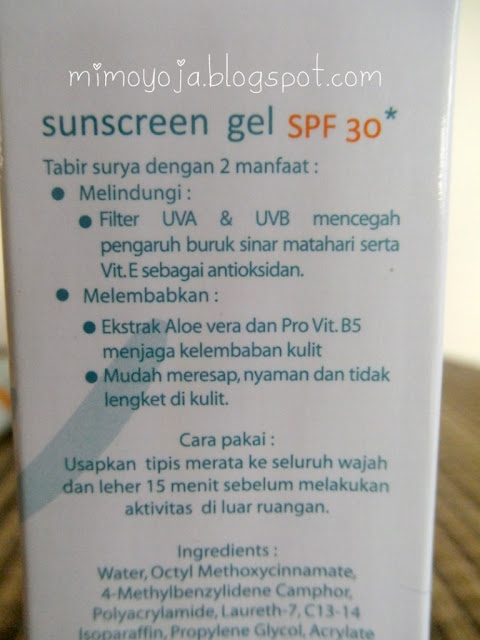 mimoyoja.blogspot.com
sunscreen gel SPF 30*
Tabir surya dengan 2 manfaat :
● Melindungi :
● Filter UVA & UVB mencegah
pengaruh buruk sinar matahari serta
Vit.E sebagai antioksidan.
● Melembabkan :
● Ekstrak Aloe vera dan Pro Vit. B5
menjaga kelembaban kulit
● Mudah meresap, nyaman dan tidak
lengket di kulit.
Cara pakai :
Usapkan tipis merata ke seluruh wajah
dan leher 15 menit sebelum melakukan
aktivitas di luar ruangan.
Ingredients :
Water, Octyl Methoxycinnamate,
4-Methylbenzylidene Camphor,
Polyacrylamide, Laureth-7, C13-14
Isoparaffin, Propylene Glycol, Acrylate